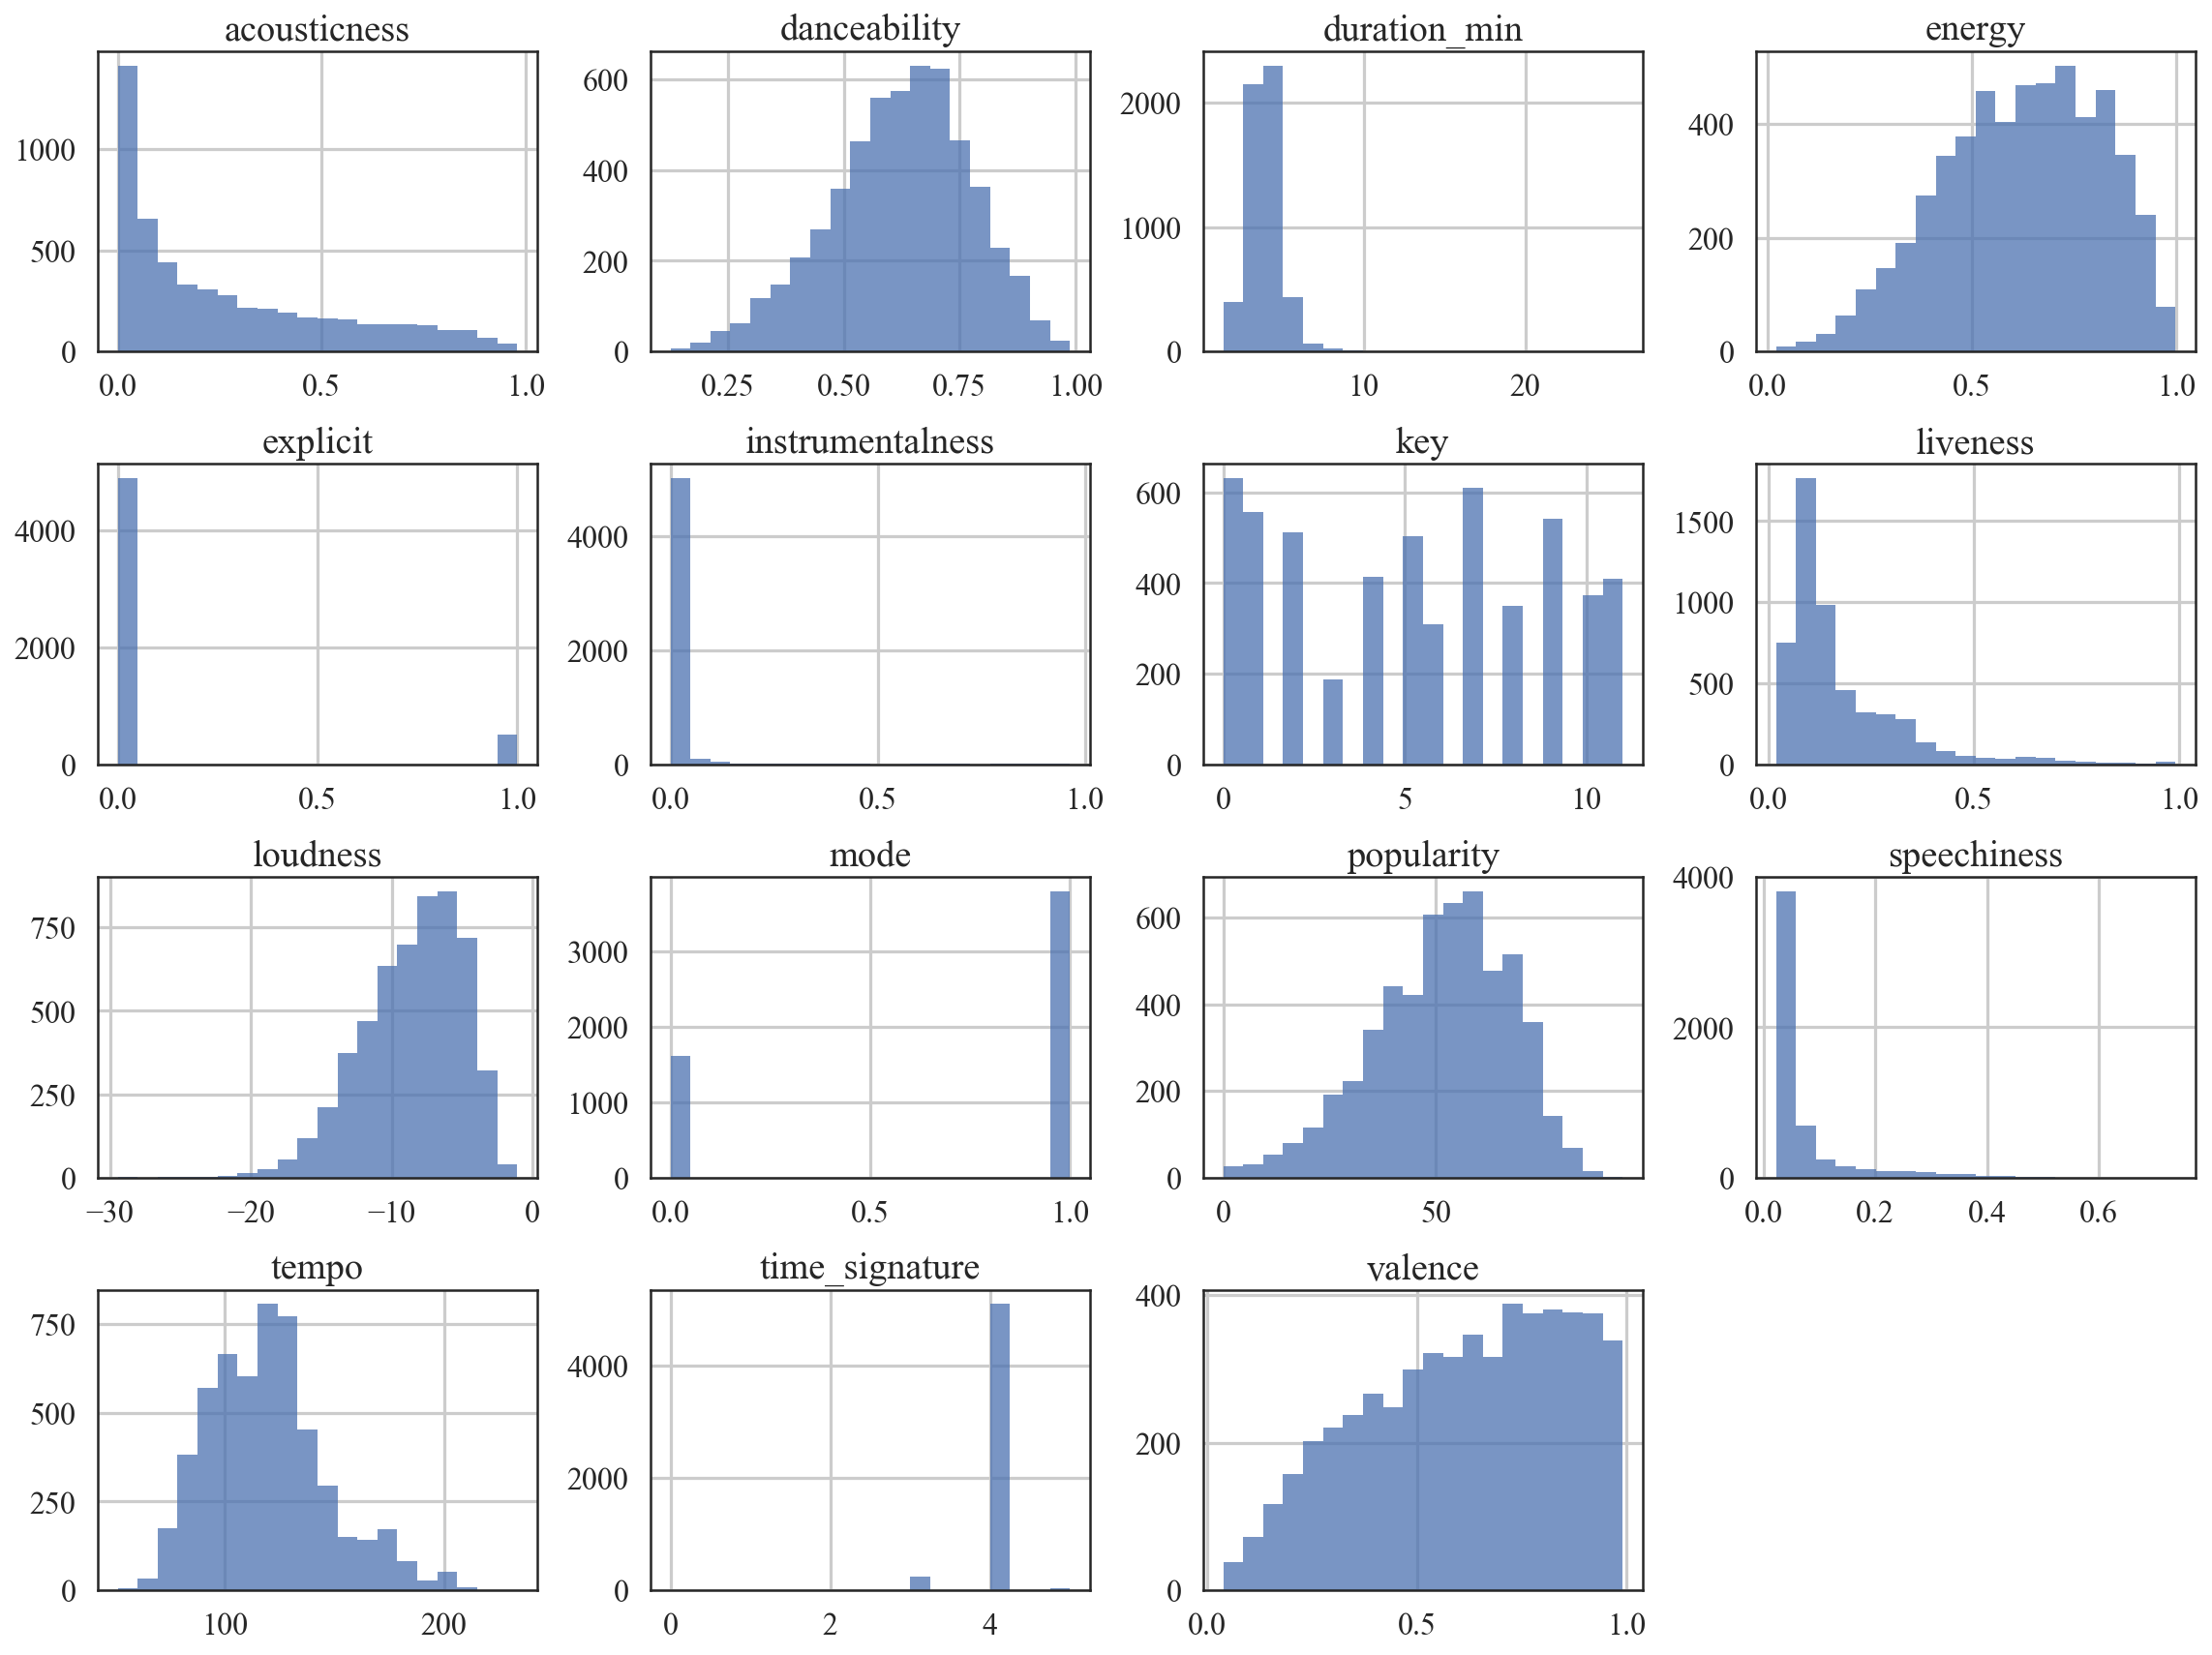 acousticness
1000
500
0
0.0 0.5 1.0
danceability
600
400
200
0
0.25 0.50 0.75 1.00
duration_min
2000
1000
0
10 20
energy
400
200
0
0.0 0.5 1.0
explicit
4000
2000
0
0.0 0.5 1.0
instrumentalness
4000
2000
0
0.0 0.5 1.0
key
600
400
200
0
0 5 10
liveness
1500
1000
500
0
0.0 0.5 1.0
loudness
750
500
250
0
−30 −20 −10 0
mode
3000
2000
1000
0
0.0 0.5 1.0
popularity
600
400
200
0
0 50
speechiness
4000
2000
0
0.0 0.2 0.4 0.6
tempo
750
500
250
0
100 200
time_signature
4000
2000
0
0 2 4
valence
400
200
0
0.0 0.5 1.0